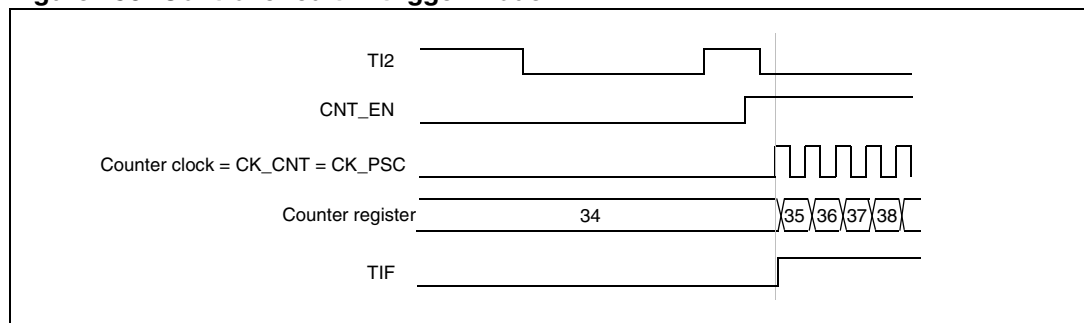 TI2
CNT_EN
Counter clock = CK_CNT = CK_PSC
Counter register
34
35 36 37 38
TIF